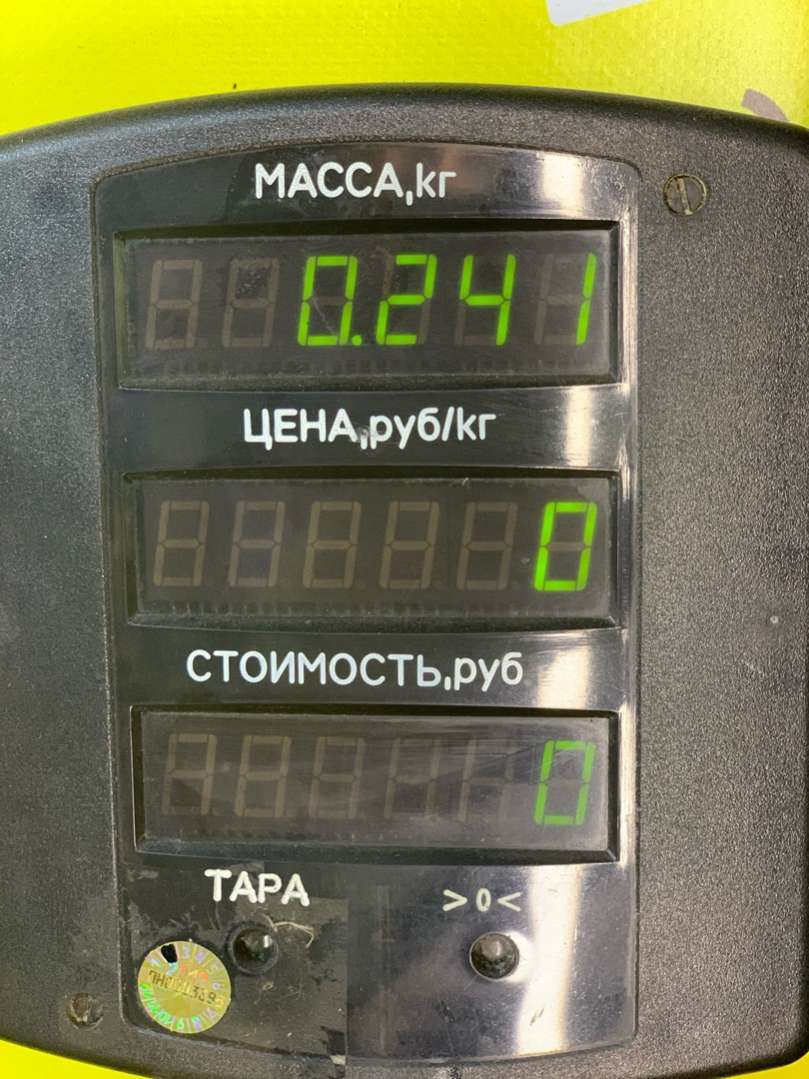 МАССА,кг
0.241
ЦЕНА,руб/кг
0
СТОИМОСТЬ,руб
0
ТАРА >0<